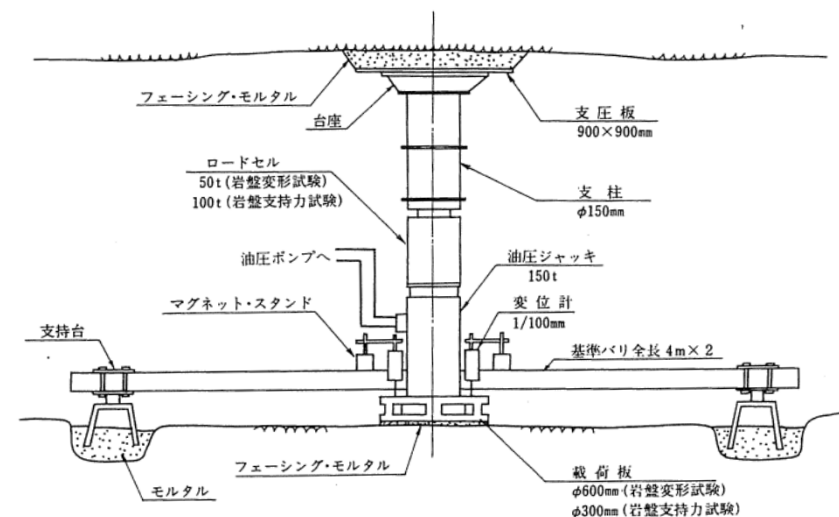 フェーシング・モルタル
台座
支圧板
900×900mm
ロードセル
50t(岩盤変形試験)
100t(岩盤支持力試験)
支柱
φ150mm
油圧ポンプへ
油圧ジャッキ
150t
マグネット・スタンド
変位計
1/100mm
支持台
基準バリ全長4m×2
フェーシング・モルタル
モルタル
載荷板
φ600mm(岩盤変形試験)
φ300mm(岩盤支持力試験)